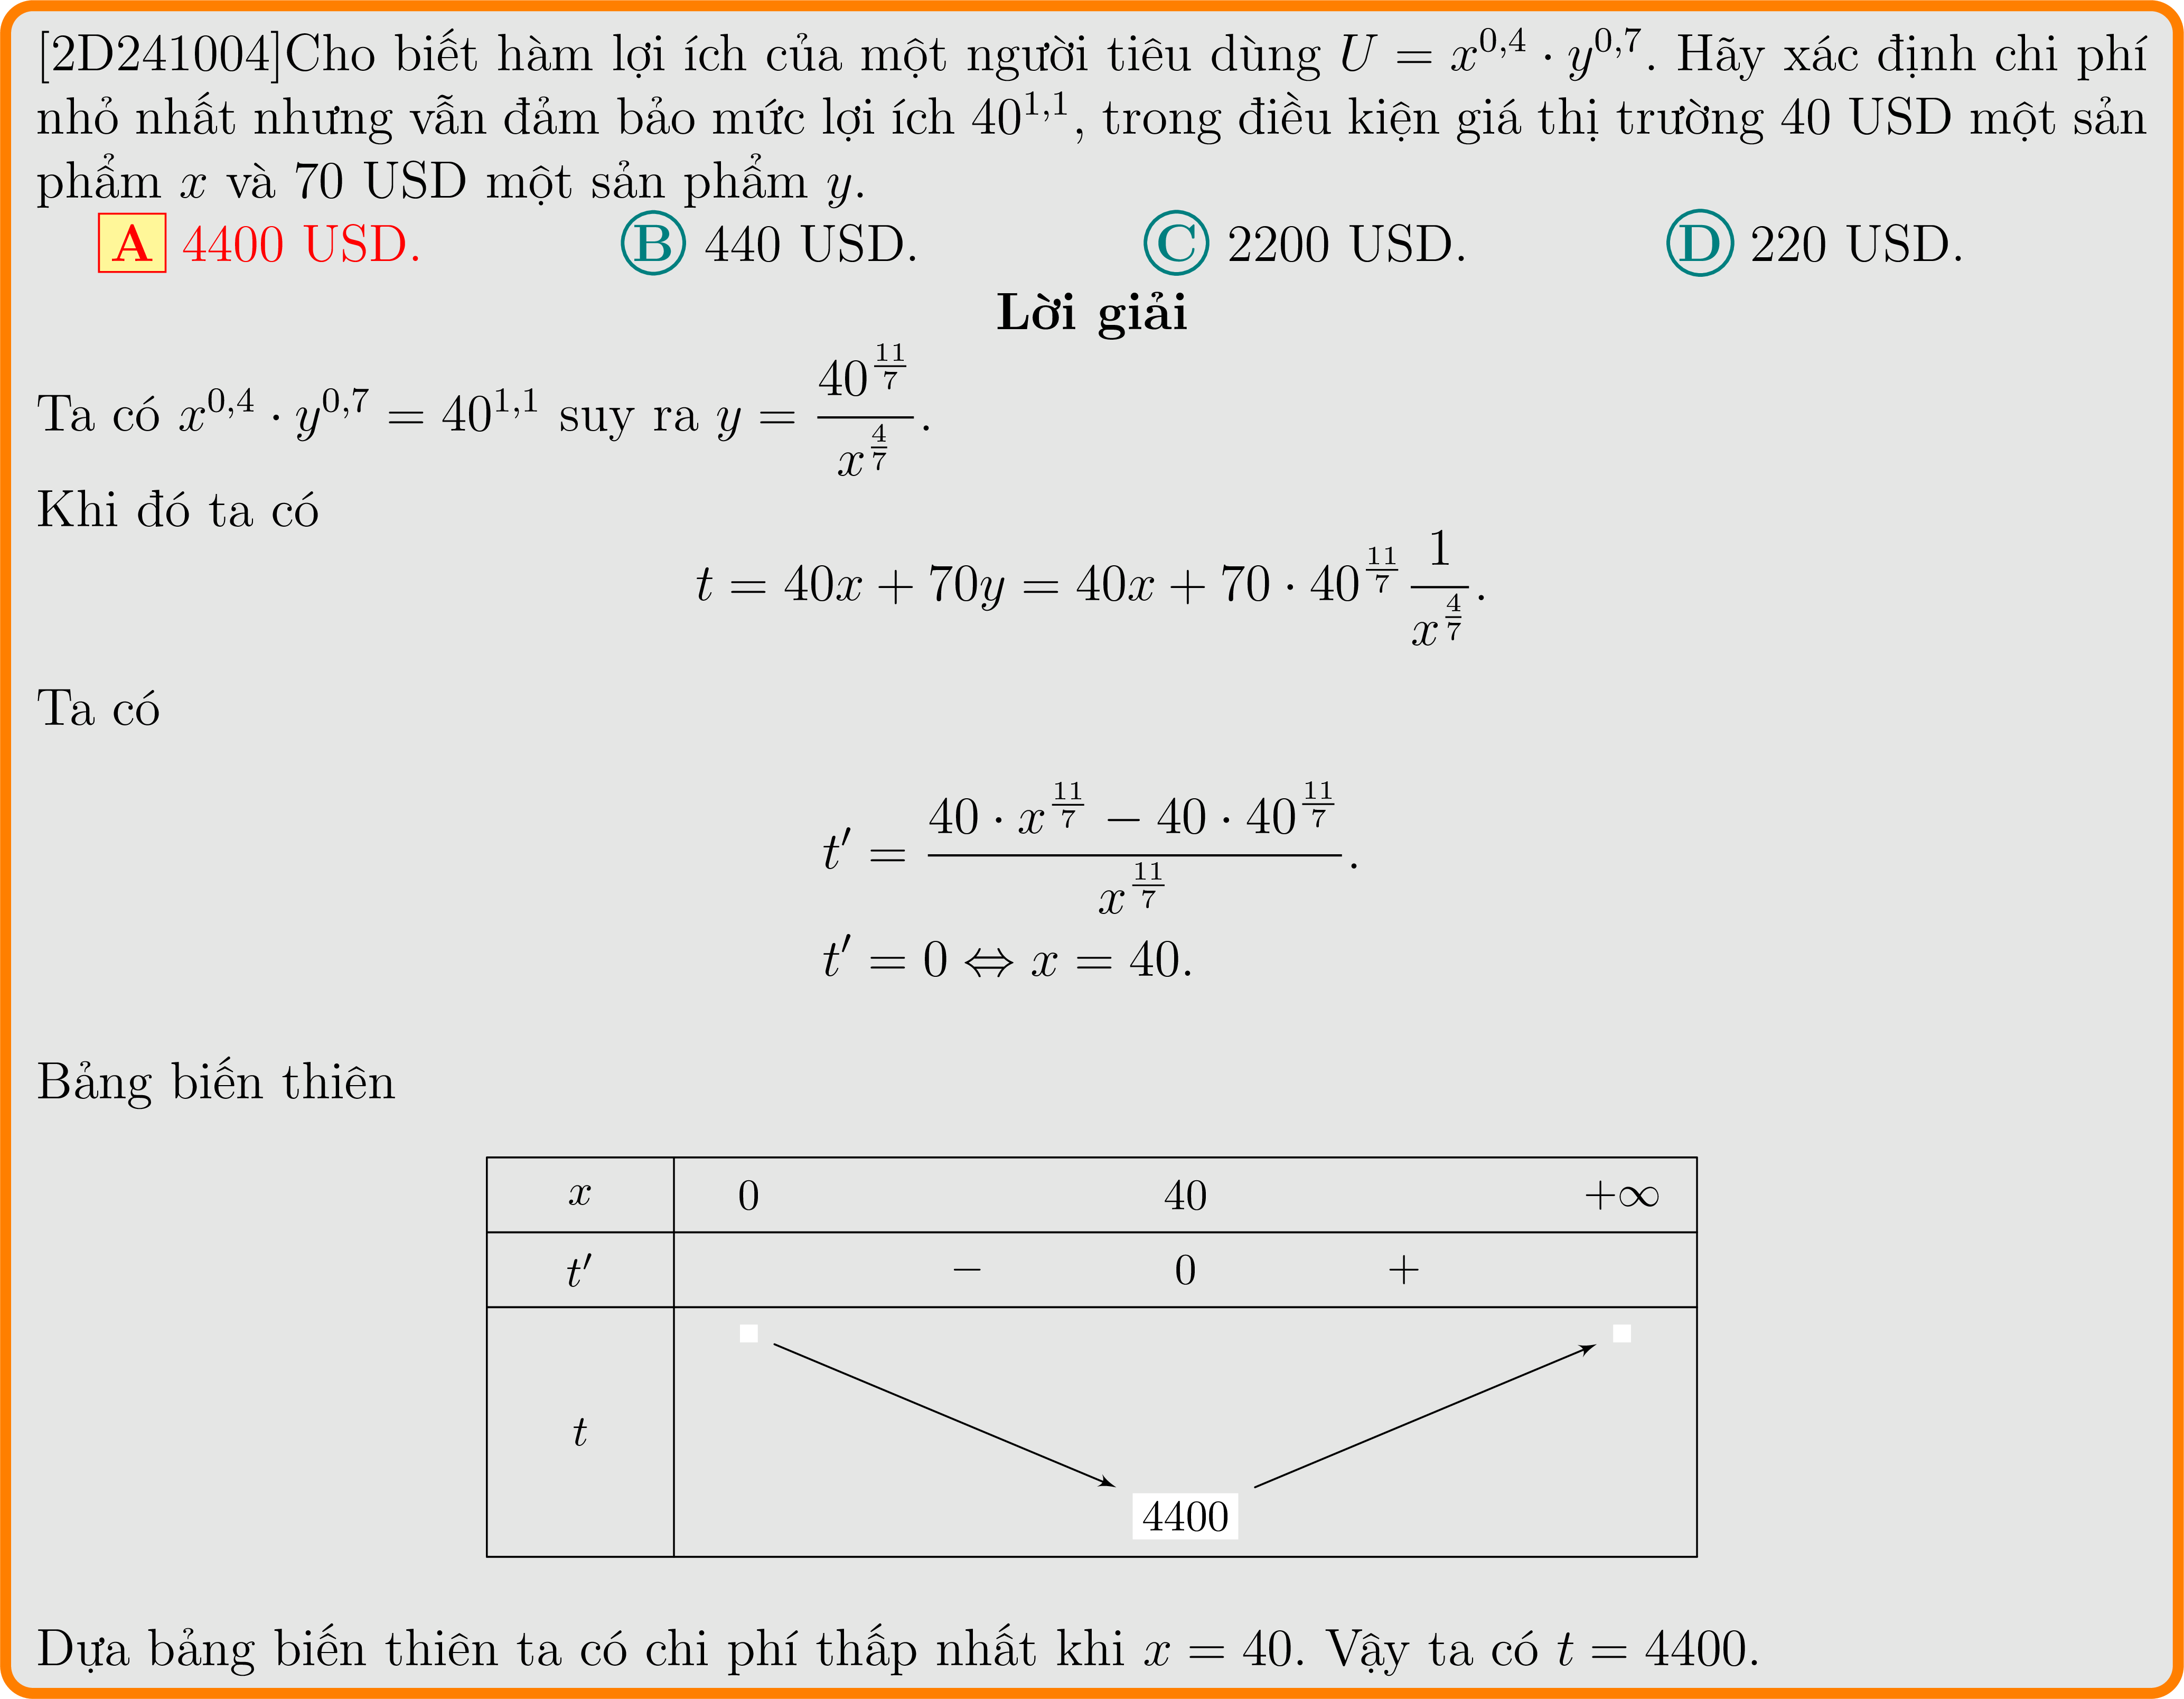 [2D241004]Cho biết hàm lợi ích của một người tiêu dùng $U = x^{0,4} \cdot y^{0,7}$. Hãy xác định chi phí
nhỏ nhất nhưng vẫn đảm bảo mức lợi ích $40^{1,1}$, trong điều kiện giá thị trường 40 USD một sản
phẩm $x$ và 70 USD một sản phẩm $y$.
A 4400 USD. B 440 USD. C 2200 USD. D 220 USD.
Lời giải
Ta có $x^{0,4} \cdot y^{0,7} = 40^{1,1}$ suy ra $y = \frac{40^{\frac{11}{7}}}{x^{\frac{4}{7}}}$.
Khi đó ta có
$t = 40x + 70y = 40x + 70 \cdot 40^{\frac{11}{7}} \frac{1}{x^{\frac{4}{7}}}$.
Ta có
$t' = \frac{40 \cdot x^{\frac{11}{7}} - 40 \cdot 40^{\frac{11}{7}}}{x^{\frac{11}{7}}}$.
$t' = 0 \Leftrightarrow x = 40$.
Bảng biến thiên
$x$ 0 40 $+\infty$
$t'$ − 0 +
$t$
4400
Dựa bảng biến thiên ta có chi phí thấp nhất khi $x = 40$. Vậy ta có $t = 4400$.